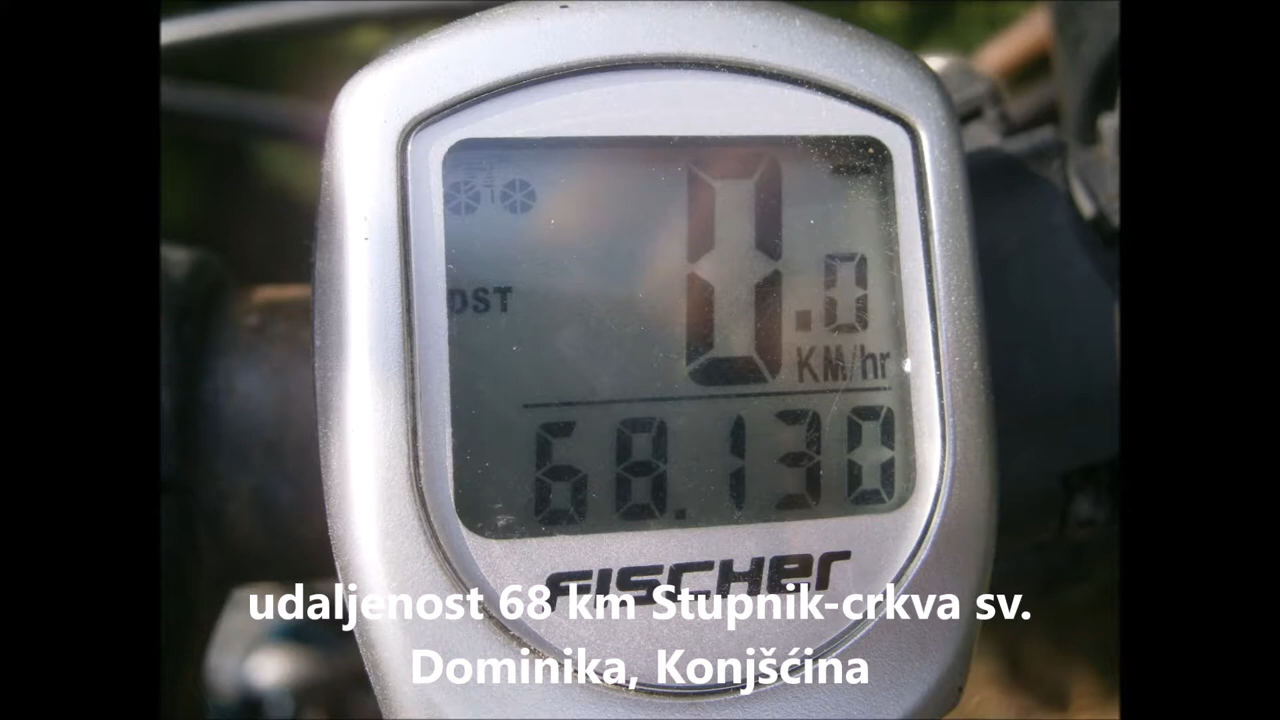 0.0
DST
KM/hr
68.130
FISCHER
udaljenost 68 km Stupnik-crkva sv.
Dominika, Konjšćina